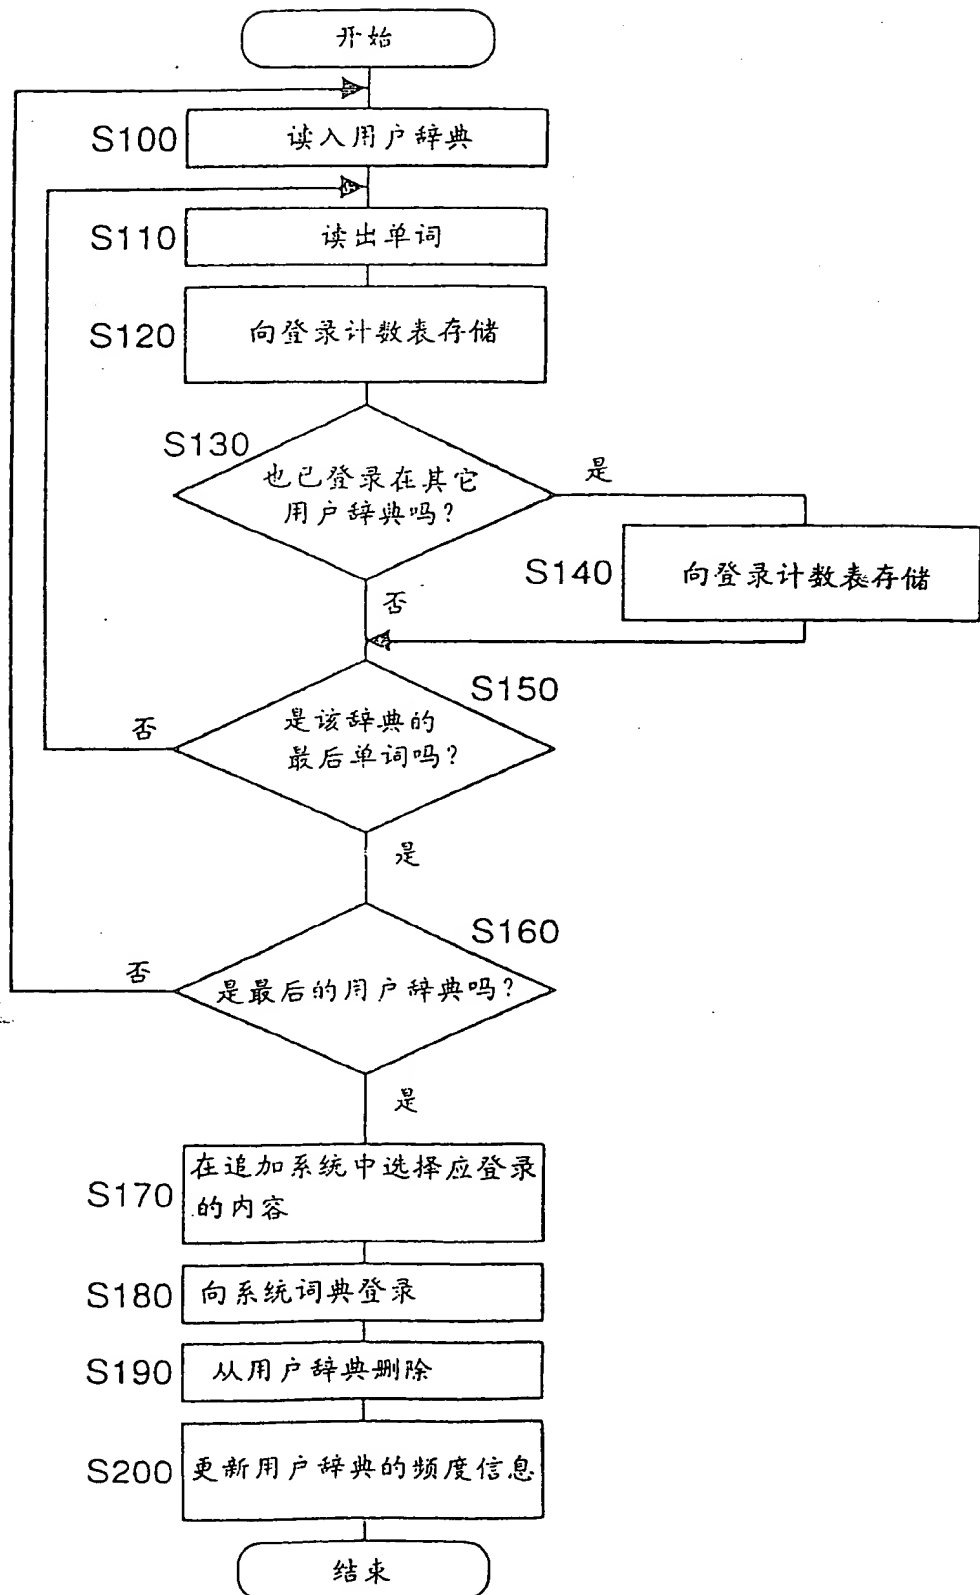 开始
S100
读入用户辞典
S110
读出单词
S120
向登录计数表存储
S130
也已登录在其它
用户辞典吗?
是
S140
向登录计数表存储
否
S150
是该辞典的
最后单词吗?
否
是
S160
是最后的用户辞典吗?
否
是
S170
在追加系统中选择应登录
的内容
S180
向系统词典登录
S190
从用户辞典删除
S200
更新用户辞典的频度信息
结束